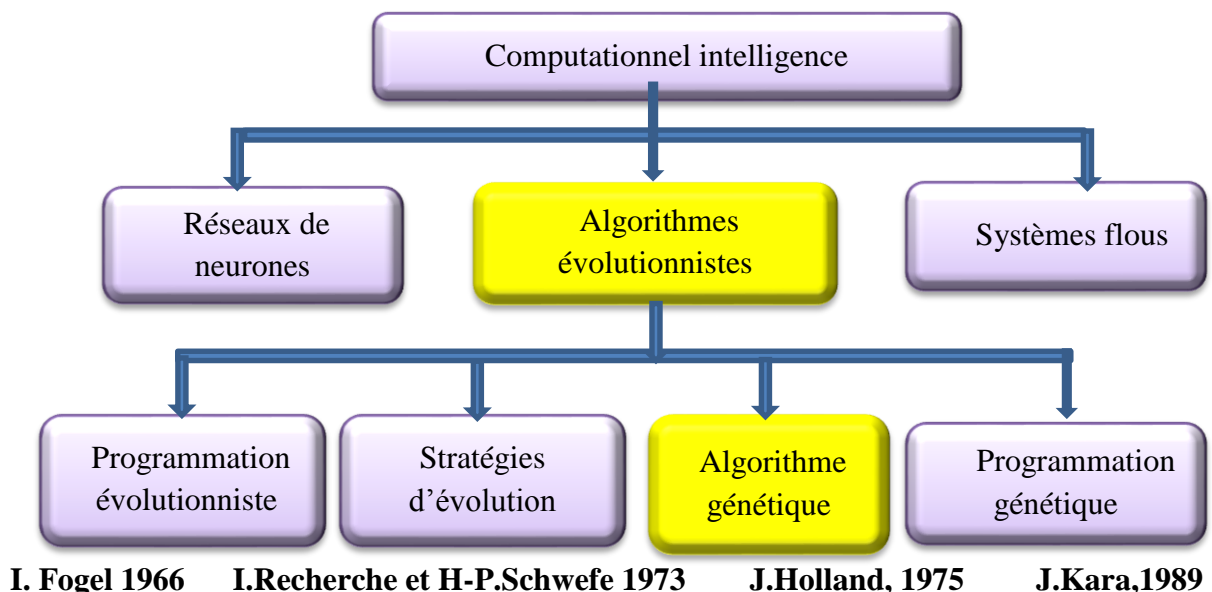 Computationnel intelligence
Réseaux de
neurones
Algorithmes
évolutionnistes
Systèmes flous
Programmation
évolutionniste
Stratégies
d’évolution
Algorithme
génétique
Programmation
génétique
I. Fogel 1966 I.Recherche et H-P.Schwefe 1973 J.Holland, 1975 J.Kara,1989